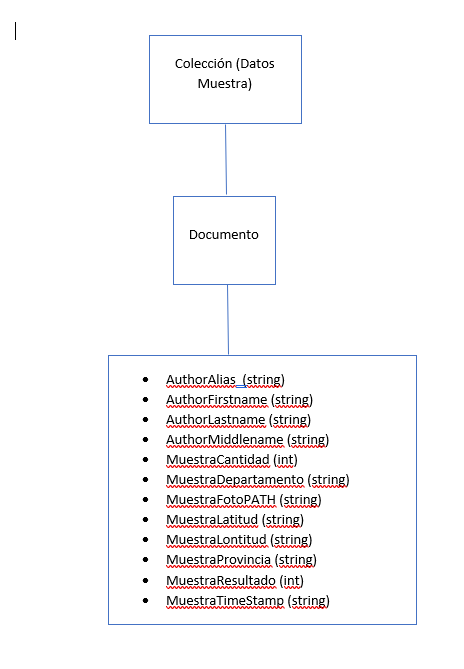 Colección (Datos
Muestra)
Documento
• AuthorAlias (string)
• AuthorFirstname (string)
• AuthorLastname (string)
• AuthorMiddlename (string)
• MuestraCantidad (int)
• MuestraDepartamento (string)
• MuestraFotoPATH (string)
• MuestraLatitud (string)
• MuestraLontitud (string)
• MuestraProvincia (string)
• MuestraResultado (int)
• MuestraTimeStamp (string)